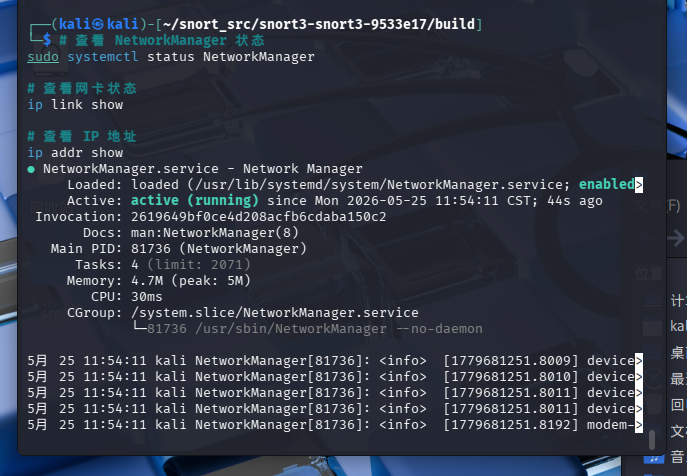 ┌──(kali㉿kali)-[~/snort_src/snort3-snort3-9533e17/build]
└─$ # 查看 NetworkManager 状态
sudo systemctl status NetworkManager

# 查看网卡状态
ip link show

# 查看 IP 地址
ip addr show
● NetworkManager.service - Network Manager
     Loaded: loaded (/usr/lib/systemd/system/NetworkManager.service; enabled>
     Active: active (running) since Mon 2026-05-25 11:54:11 CST; 44s ago
 Invocation: 2619649bf0ce4d208acfb6cdaba150c2
       Docs: man:NetworkManager(8)
   Main PID: 81736 (NetworkManager)
      Tasks: 4 (limit: 2071)
     Memory: 4.7M (peak: 5M)
        CPU: 30ms
     CGroup: /system.slice/NetworkManager.service
             └─81736 /usr/sbin/NetworkManager --no-daemon

5月 25 11:54:11 kali NetworkManager[81736]: <info>  [1779681251.8009] device>
5月 25 11:54:11 kali NetworkManager[81736]: <info>  [1779681251.8010] device>
5月 25 11:54:11 kali NetworkManager[81736]: <info>  [1779681251.8011] device>
5月 25 11:54:11 kali NetworkManager[81736]: <info>  [1779681251.8011] device>
5月 25 11:54:11 kali NetworkManager[81736]: <info>  [1779681251.8192] modem->
F)
位置
计
ka
桌
最
回
文
音